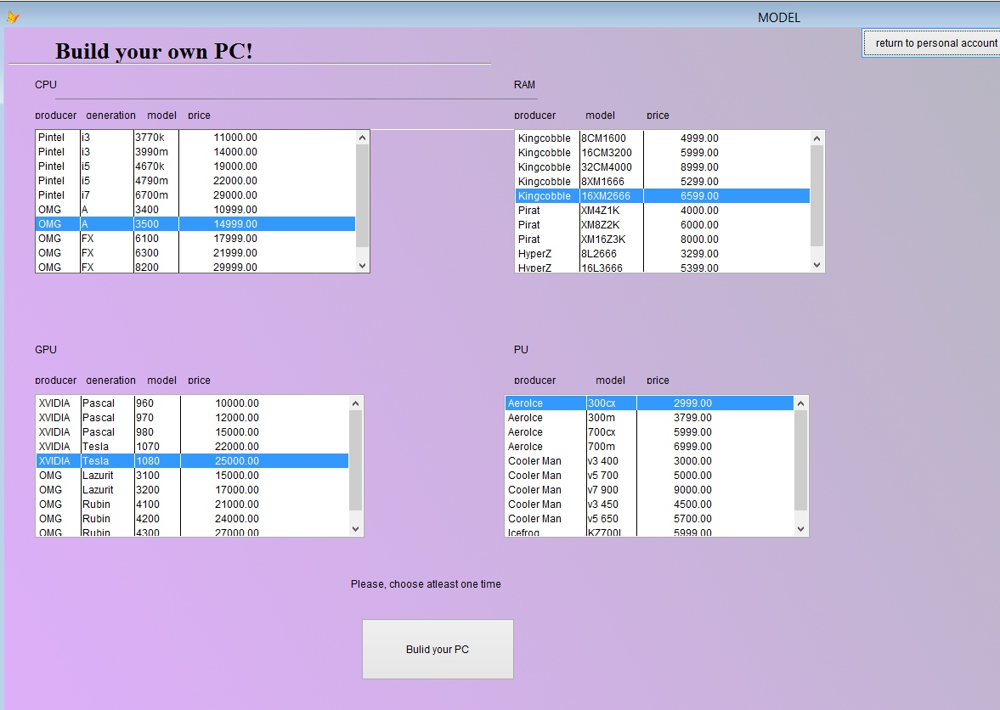 MODEL
return to personal account
Build your own PC!
CPU
producer generation model price
Pintel i3 3770k 11000.00
Pintel i3 3990m 14000.00
Pintel i5 4670k 19000.00
Pintel i5 4790m 22000.00
Pintel i7 6700m 29000.00
OMG A 3400 10999.00
OMG A 3500 14999.00
OMG FX 6100 17999.00
OMG FX 6300 21999.00
OMG FX 8200 29999.00
RAM
producer model price
Kingcobble 8CM1600 4999.00
Kingcobble 16CM3200 5999.00
Kingcobble 32CM4000 8999.00
Kingcobble 8XM1666 5299.00
Kingcobble 16XM2666 6599.00
Pirat XM4Z1K 4000.00
Pirat XM8Z2K 6000.00
Pirat XM16Z3K 8000.00
HyperZ 8L2666 3299.00
HyperZ 16L3666 5399.00
GPU
producer generation model price
XVIDIA Pascal 960 10000.00
XVIDIA Pascal 970 12000.00
XVIDIA Pascal 980 15000.00
XVIDIA Tesla 1070 22000.00
XVIDIA Tesla 1080 25000.00
OMG Lazurit 3100 15000.00
OMG Lazurit 3200 17000.00
OMG Rubin 4100 21000.00
OMG Rubin 4200 24000.00
OMG Rubin 4300 27000.00
PU
producer model price
AeroIce 300cx 2999.00
AeroIce 300m 3799.00
AeroIce 700cx 5999.00
AeroIce 700m 6999.00
Cooler Man v3 400 3000.00
Cooler Man v5 700 5000.00
Cooler Man v7 900 9000.00
Cooler Man v3 450 4500.00
Cooler Man v5 650 5700.00
Icefrog 5999.00
Please, choose atleast one time
Bulid your PC